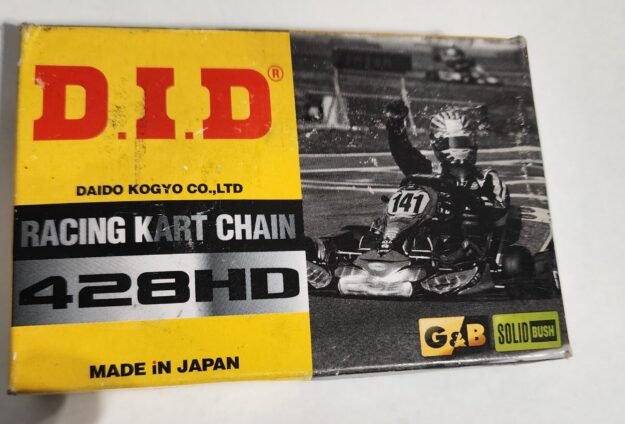 D.I.D®
DAIDO KOGYO CO.,LTD
RACING KART CHAIN
428HD
MADE iN JAPAN
141
G&B
SOLID BUSH